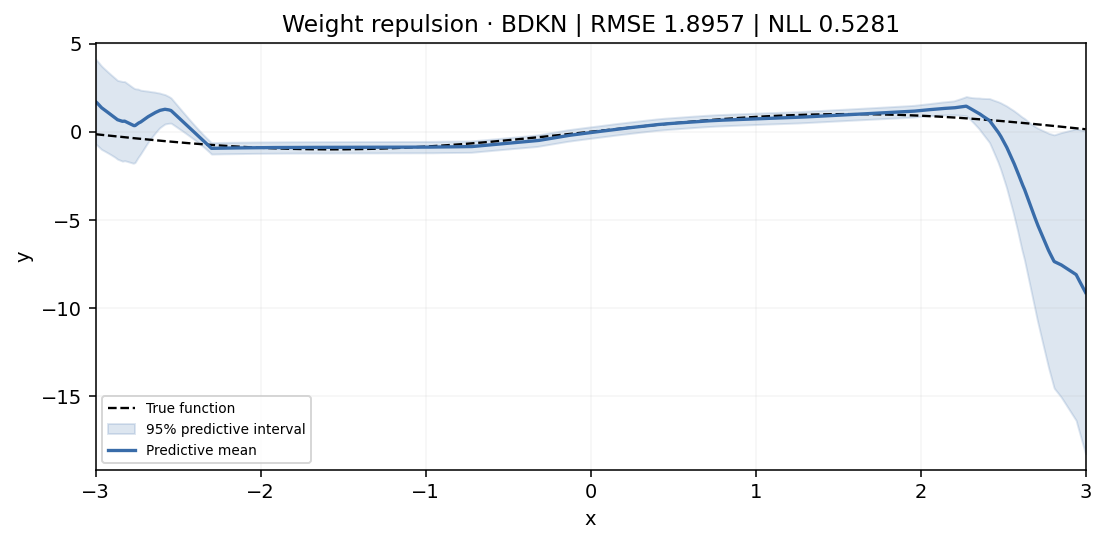 Weight repulsion · BDKN | RMSE 1.8957 | NLL 0.5281
5
0
−5
−10
−15
y
True function
95% predictive interval
Predictive mean
−3
−2
−1
0
1
2
3
x